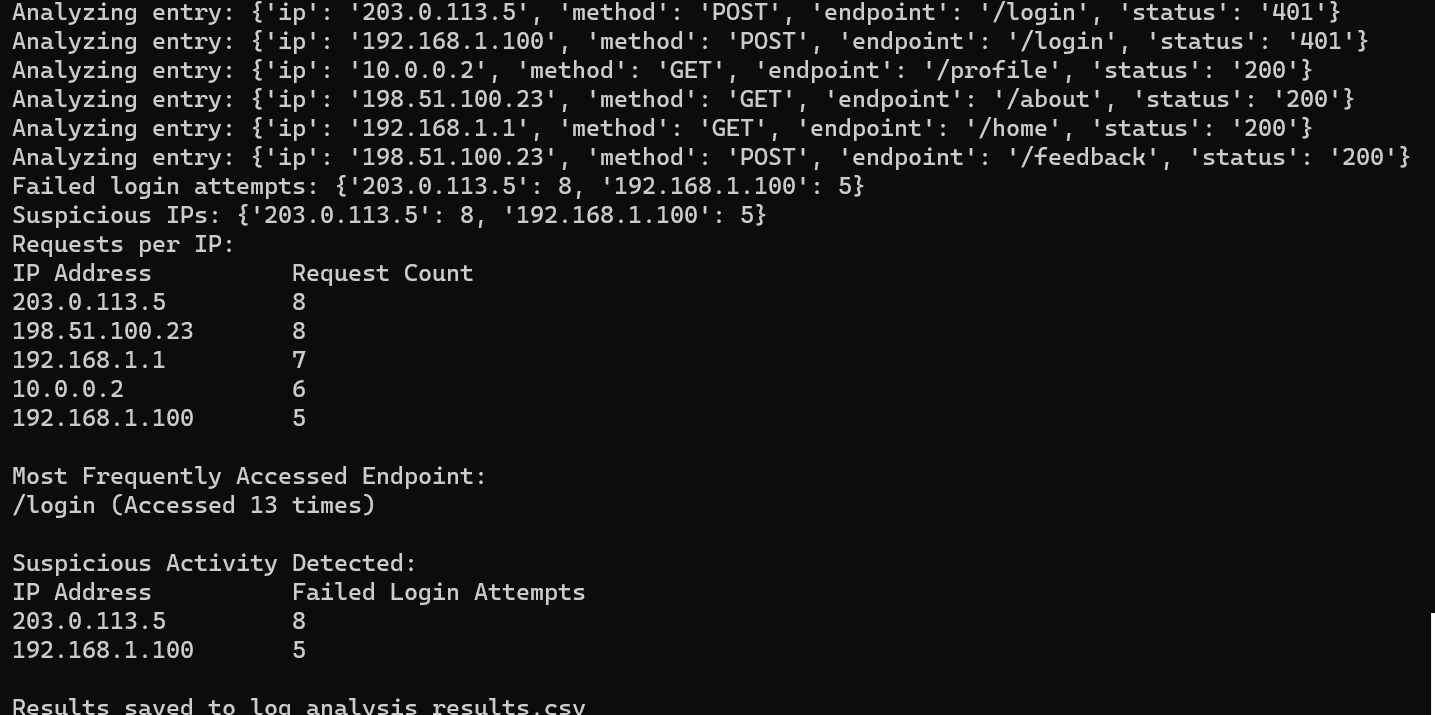 Analyzing entry: {'ip': '203.0.113.5', 'method': 'POST', 'endpoint': '/login', 'status': '401'}
Analyzing entry: {'ip': '192.168.1.100', 'method': 'POST', 'endpoint': '/login', 'status': '401'}
Analyzing entry: {'ip': '10.0.0.2', 'method': 'GET', 'endpoint': '/profile', 'status': '200'}
Analyzing entry: {'ip': '198.51.100.23', 'method': 'GET', 'endpoint': '/about', 'status': '200'}
Analyzing entry: {'ip': '192.168.1.1', 'method': 'GET', 'endpoint': '/home', 'status': '200'}
Analyzing entry: {'ip': '198.51.100.23', 'method': 'POST', 'endpoint': '/feedback', 'status': '200'}
Failed login attempts: {'203.0.113.5': 8, '192.168.1.100': 5}
Suspicious IPs: {'203.0.113.5': 8, '192.168.1.100': 5}
Requests per IP:
IP Address          Request Count
203.0.113.5         8
198.51.100.23       8
192.168.1.1         7
10.0.0.2            6
192.168.1.100       5

Most Frequently Accessed Endpoint:
/login (Accessed 13 times)

Suspicious Activity Detected:
IP Address          Failed Login Attempts
203.0.113.5         8
192.168.1.100       5

Results saved to log_analysis_results.csv